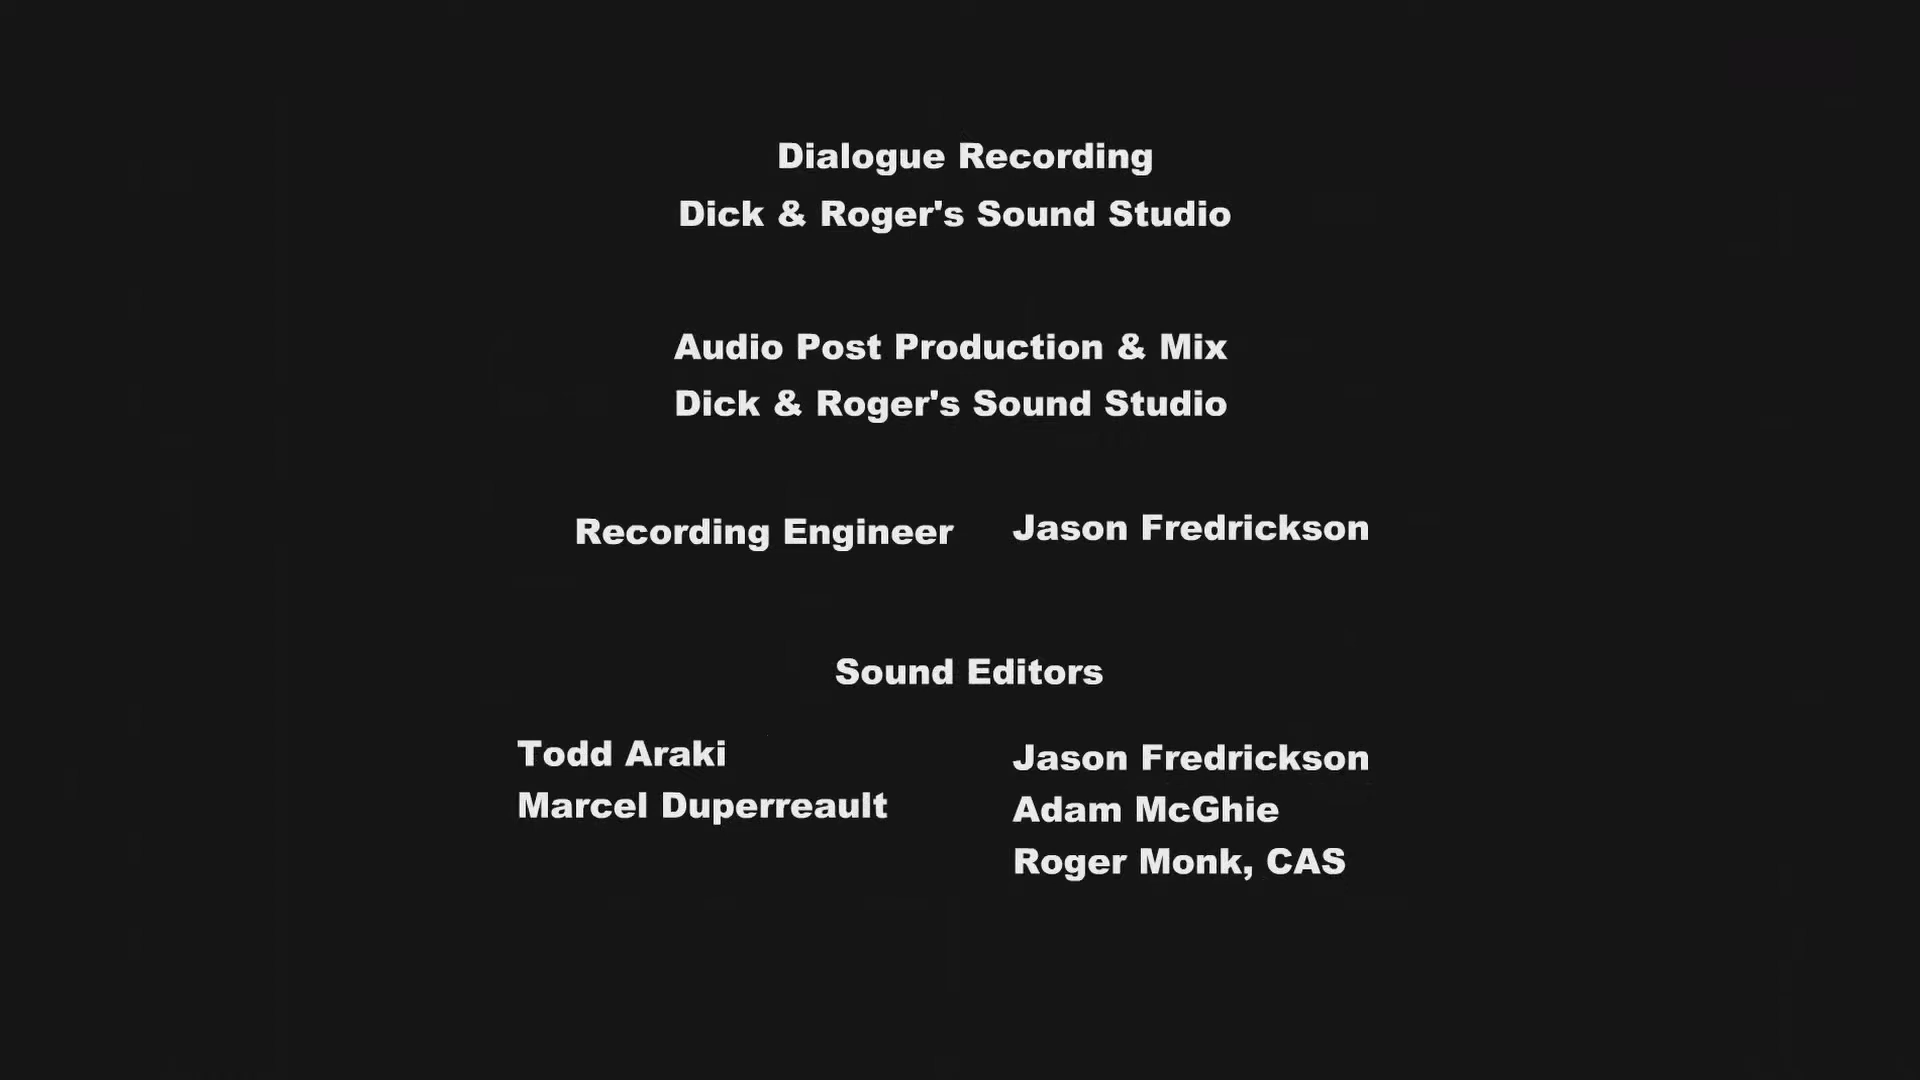 Dialogue Recording
Dick & Roger's Sound Studio
Audio Post Production & Mix
Dick & Roger's Sound Studio
Recording Engineer Jason Fredrickson
Sound Editors
Todd Araki Jason Fredrickson
Marcel Duperreault Adam McGhie
Roger Monk, CAS